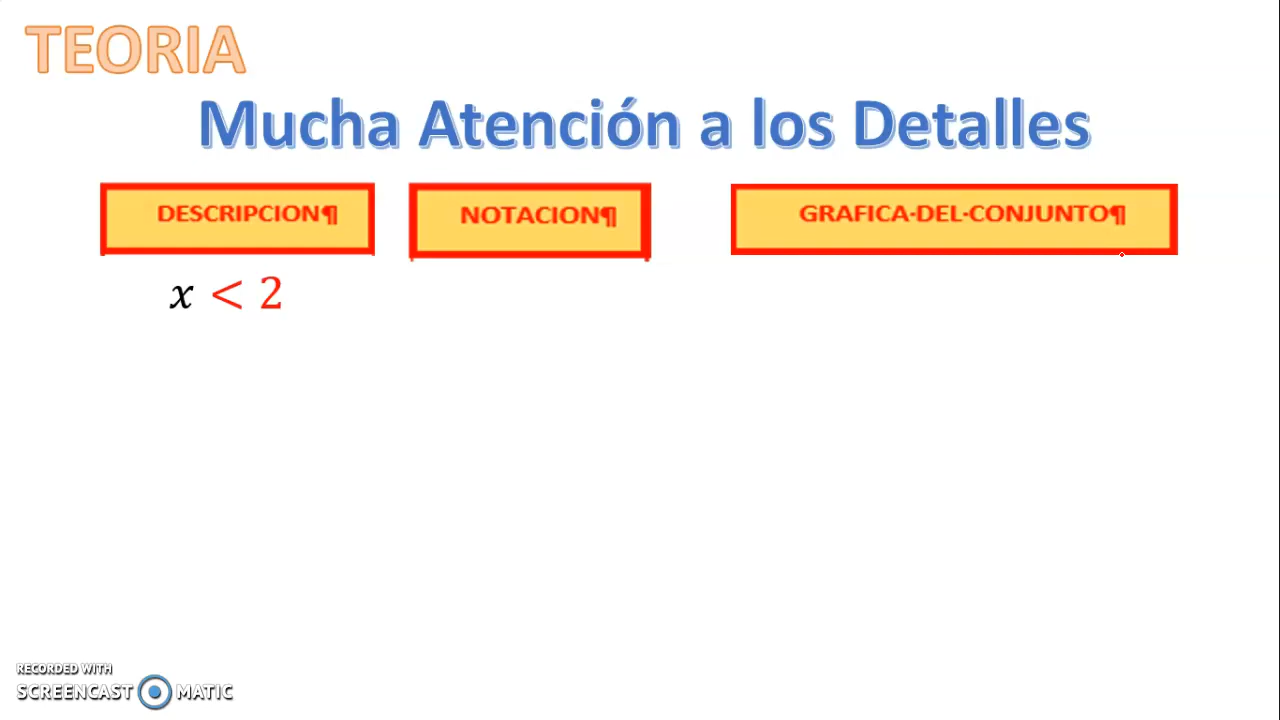 TEORIA
Mucha Atención a los Detalles
DESCRIPCION¶ NOTACION¶ GRAFICA·DEL·CONJUNTO¶
x < 2
RECORDED WITH
SCREENCAST MATIC